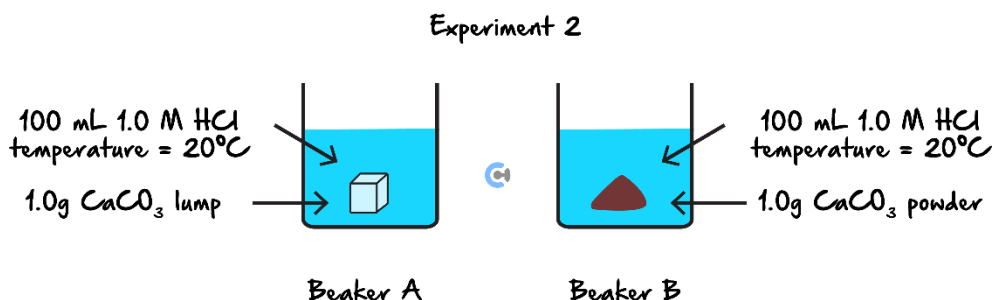 Experiment 2
100 mL 1.0 M HCl
temperature = 20°C
1.0g CaCO₃ lump
100 mL 1.0 M HCl
temperature = 20°C
1.0g CaCO₃ powder
Beaker A
Beaker B